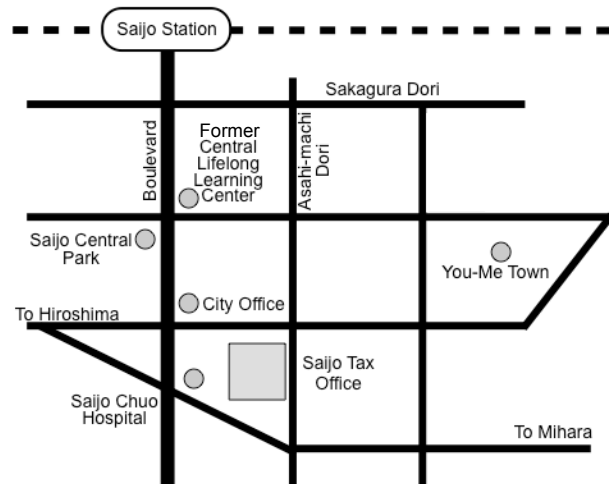 Saijo Station
Sakagura Dori
Boulevard
Former
Central
Lifelong
Learning
Center
Asahi-machi
Dori
Saijo Central
Park
You-Me Town
City Office
To Hiroshima
Saijo Tax
Office
Saijo Chuo
Hospital
To Mihara